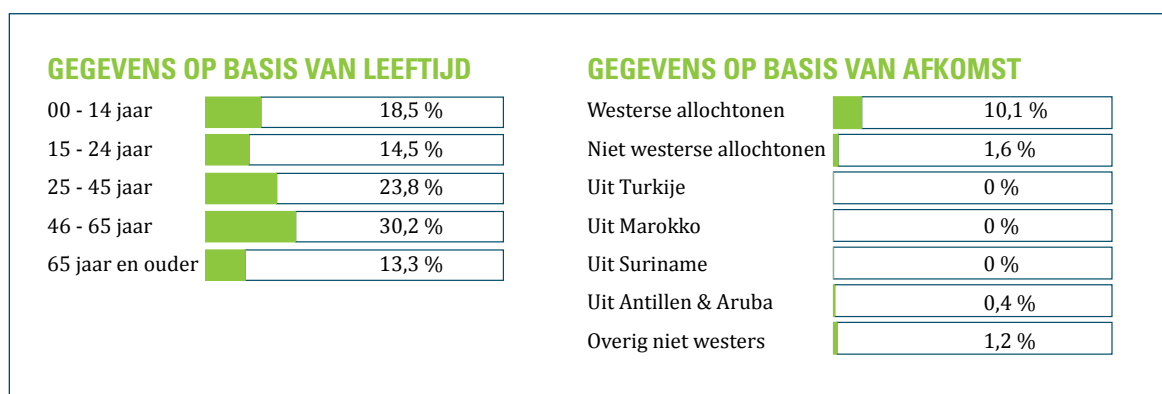 GEGEVENS OP BASIS VAN LEEFTIJD
00 - 14 jaar 18,5 %
15 - 24 jaar 14,5 %
25 - 45 jaar 23,8 %
46 - 65 jaar 30,2 %
65 jaar en ouder 13,3 %
GEGEVENS OP BASIS VAN AFKOMST
Westerse allochtonen 10,1 %
Niet westerse allochtonen 1,6 %
Uit Turkije 0 %
Uit Marokko 0 %
Uit Suriname 0 %
Uit Antillen & Aruba 0,4 %
Overig niet westers 1,2 %